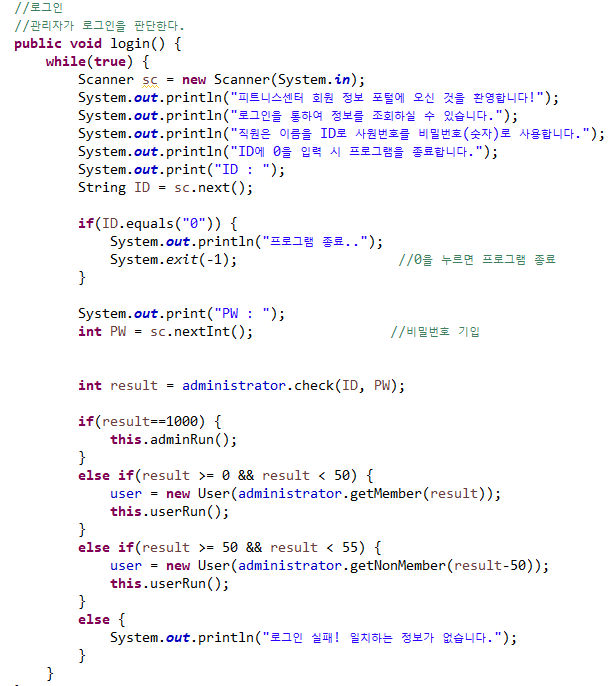 //로그인
//관리자가 로그인을 판단한다.
public void login() {
while(true) {
Scanner sc = new Scanner(System.in);
System.out.println("피트니스센터 회원 정보 포털에 오신 것을 환영합니다!");
System.out.println("로그인을 통하여 정보를 조회하실 수 있습니다.");
System.out.println("직원은 이름을 ID로 사원번호를 비밀번호(숫자)로 사용합니다.");
System.out.println("ID에 0을 입력 시 프로그램을 종료합니다.");
System.out.print("ID : ");
String ID = sc.next();
if(ID.equals("0")) {
System.out.println("프로그램 종료..");
System.exit(-1); //0을 누르면 프로그램 종료
}
System.out.print("PW : ");
int PW = sc.nextInt(); //비밀번호 기입
int result = administrator.check(ID, PW);
if(result==1000) {
this.adminRun();
}
else if(result >= 0 && result < 50) {
user = new User(administrator.getMember(result));
this.userRun();
}
else if(result >= 50 && result < 55) {
user = new User(administrator.getNonMember(result-50));
this.userRun();
}
else {
System.out.println("로그인 실패! 일치하는 정보가 없습니다.");
}
}